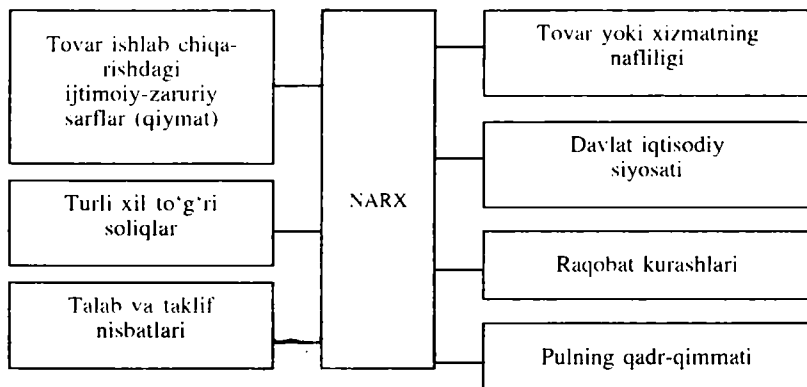 Tovar ishlab chiqa-
rishdagi
ijtimoiy-zaruriy
sarflar (qiymat)
Turli xil to‘g‘ri
soliqlar
Talab va taklif
nisbatlari
NARX
Tovar yoki xizmatning
nafliligi
Davlat iqtisodiy
siyosati
Raqobat kurashlari
Pulning qadr-qimmati